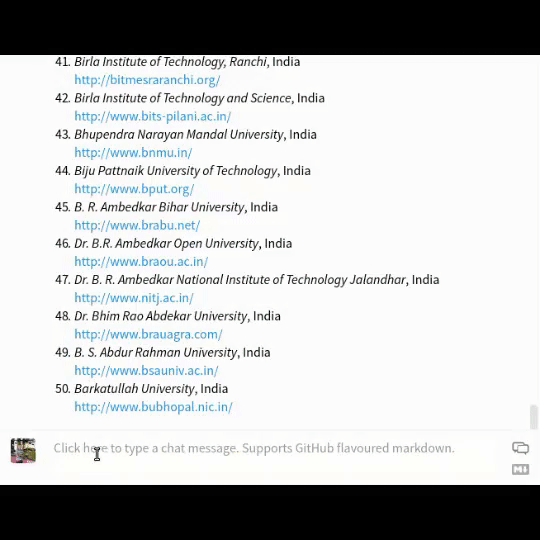 41. Birla Institute of Technology, Ranchi, India
http://bitmesraranchi.org/
42. Birla Institute of Technology and Science, India
http://www.bits-pilani.ac.in/
43. Bhupendra Narayan Mandal University, India
http://www.bnmu.in/
44. Biju Pattnaik University of Technology, India
http://www.bput.org/
45. B. R. Ambedkar Bihar University, India
http://www.brabu.net/
46. Dr. B.R. Ambedkar Open University, India
http://www.braou.ac.in/
47. Dr. B. R. Ambedkar National Institute of Technology Jalandhar, India
http://www.nitj.ac.in/
48. Dr. Bhim Rao Abdekar University, India
http://www.brauagra.com/
49. B. S. Abdur Rahman University, India
http://www.bsauniv.ac.in/
50. Barkatullah University, India
http://www.bubhopal.nic.in/
Click here to type a chat message. Supports GitHub flavoured markdown.
M